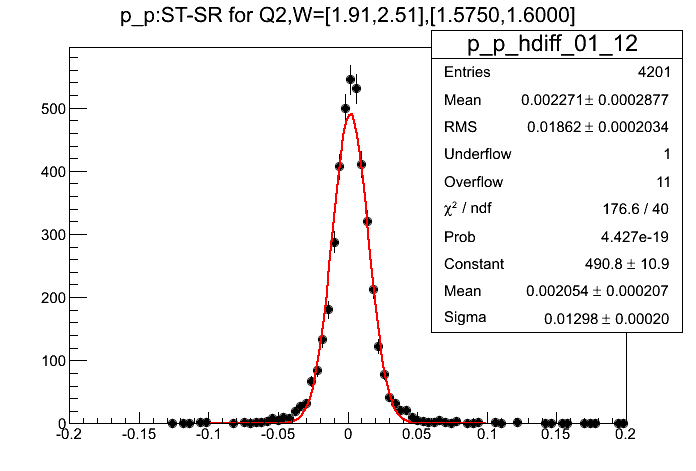 p_p:ST-SR for Q2,W=[1.91,2.51],[1.5750,1.6000]
p_p_hdiff_01_12
Entries 4201
Mean 0.002271 ± 0.0002877
RMS 0.01862 ± 0.0002034
Underflow 1
Overflow 11
χ² / ndf 176.6 / 40
Prob 4.427e-19
Constant 490.8 ± 10.9
Mean 0.002054 ± 0.000207
Sigma 0.01298 ± 0.00020
500
400
300
200
100
0
-0.2 -0.15 -0.1 -0.05 0 0.05 0.1 0.15 0.2